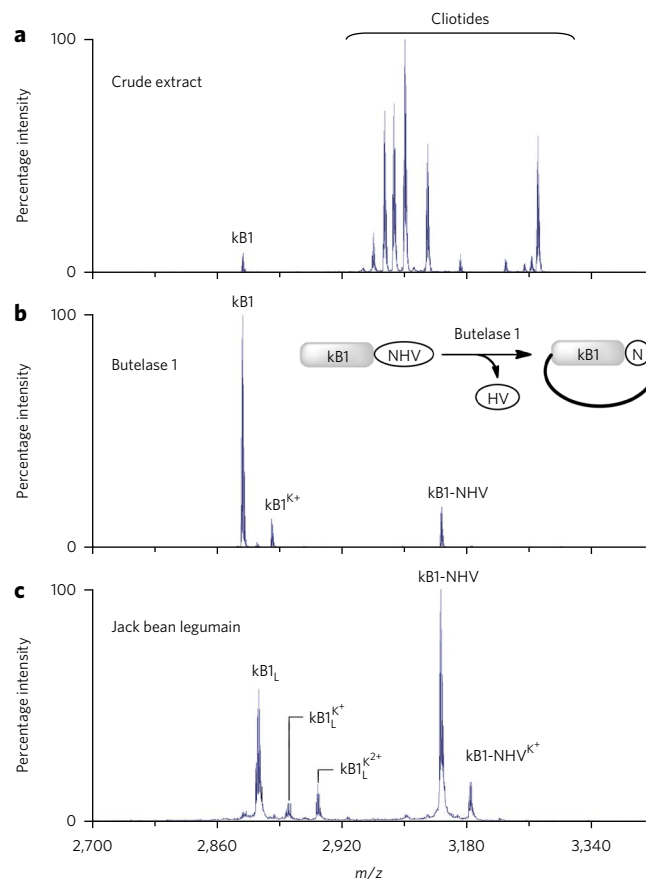 a
Cliotides
100
Crude extract
Percentage intensity
kB1
0
b
kB1
100
Butelase 1
Butelase 1
kB1
NHV
kB1
N
HV
Percentage intensity
kB1K+
kB1-NHV
0
c
kB1-NHV
100
Jack bean legumain
Percentage intensity
kB1L
kB1LK+
kB1LK2+
kB1-NHVK+
0
2,700
2,860
2,920
3,180
3,340
m/z